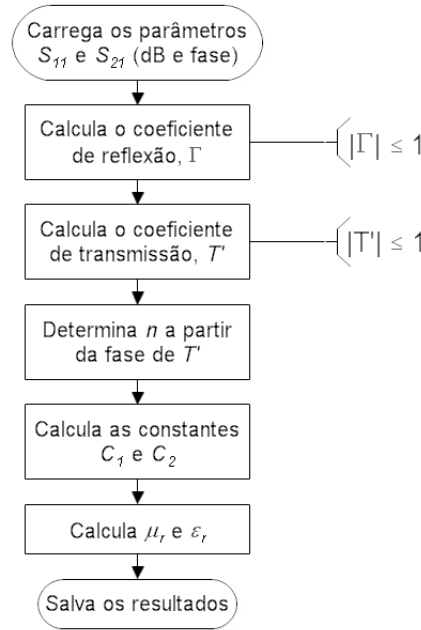 Carrega os parâmetros
S₁₁ e S₂₁ (dB e fase)
Calcula o coeficiente
de reflexão, Γ
|Γ| ≤ 1
Calcula o coeficiente
de transmissão, T'
|T'| ≤ 1
Determina n a partir
da fase de T'
Calcula as constantes
C₁ e C₂
Calcula μᵣ e εᵣ
Salva os resultados